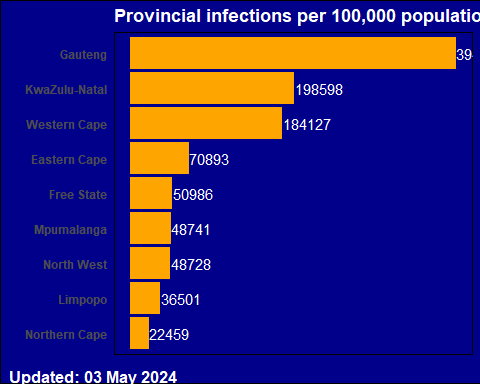 Provincial infections per 100,000 populatio
Gauteng 39
KwaZulu-Natal 198598
Western Cape 184127
Eastern Cape 70893
Free State 50986
Mpumalanga 48741
North West 48728
Limpopo 36501
Northern Cape 22459
Updated: 03 May 2024